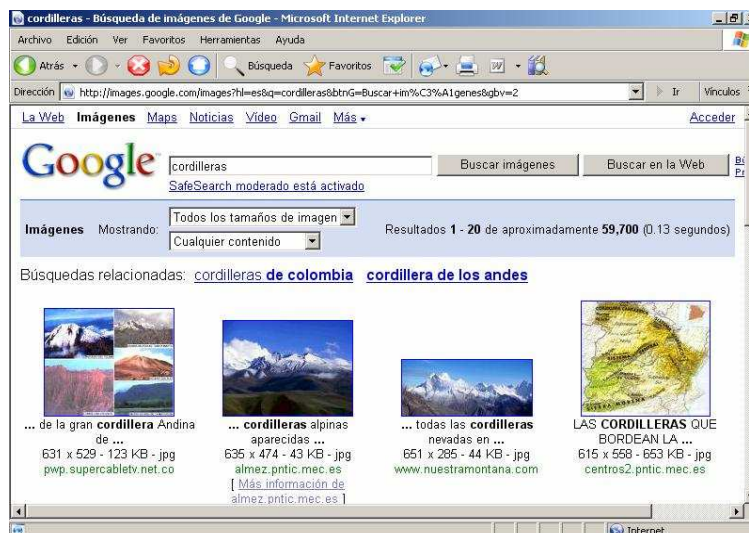 cordilleras - Búsqueda de imágenes de Google - Microsoft Internet Explorer
Archivo Edición Ver Favoritos Herramientas Ayuda
Atrás Búsqueda Favoritos
Dirección http://images.google.com/images?hl=es&q=cordilleras&btnG=Buscar+im%C3%A1genes&gbv=2 Ir Vínculos
La Web Imágenes Maps Noticias Vídeo Gmail Más Acceder
Google cordilleras Buscar imágenes Buscar en la Web
SafeSearch moderado está activado
Imágenes Mostrando: Todos los tamaños de imagen
Cualquier contenido
Resultados 1 - 20 de aproximadamente 59,700 (0.13 segundos)
Búsquedas relacionadas: cordilleras de colombia cordillera de los andes
... de la gran cordillera Andina
de ...
631 x 529 - 123 KB - jpg
pwp.supercabletv.net.co
... cordilleras alpinas
aparecidas ...
635 x 474 - 43 KB - jpg
almez.pntic.mec.es
[ Más información de
almez.pntic.mec.es ]
... todas las cordilleras
nevadas en ...
651 x 285 - 44 KB - jpg
www.nuestramontana.com
LAS CORDILLERAS QUE
BORDEAN LA ...
615 x 558 - 653 KB - jpg
centros2.pntic.mec.es
Internet